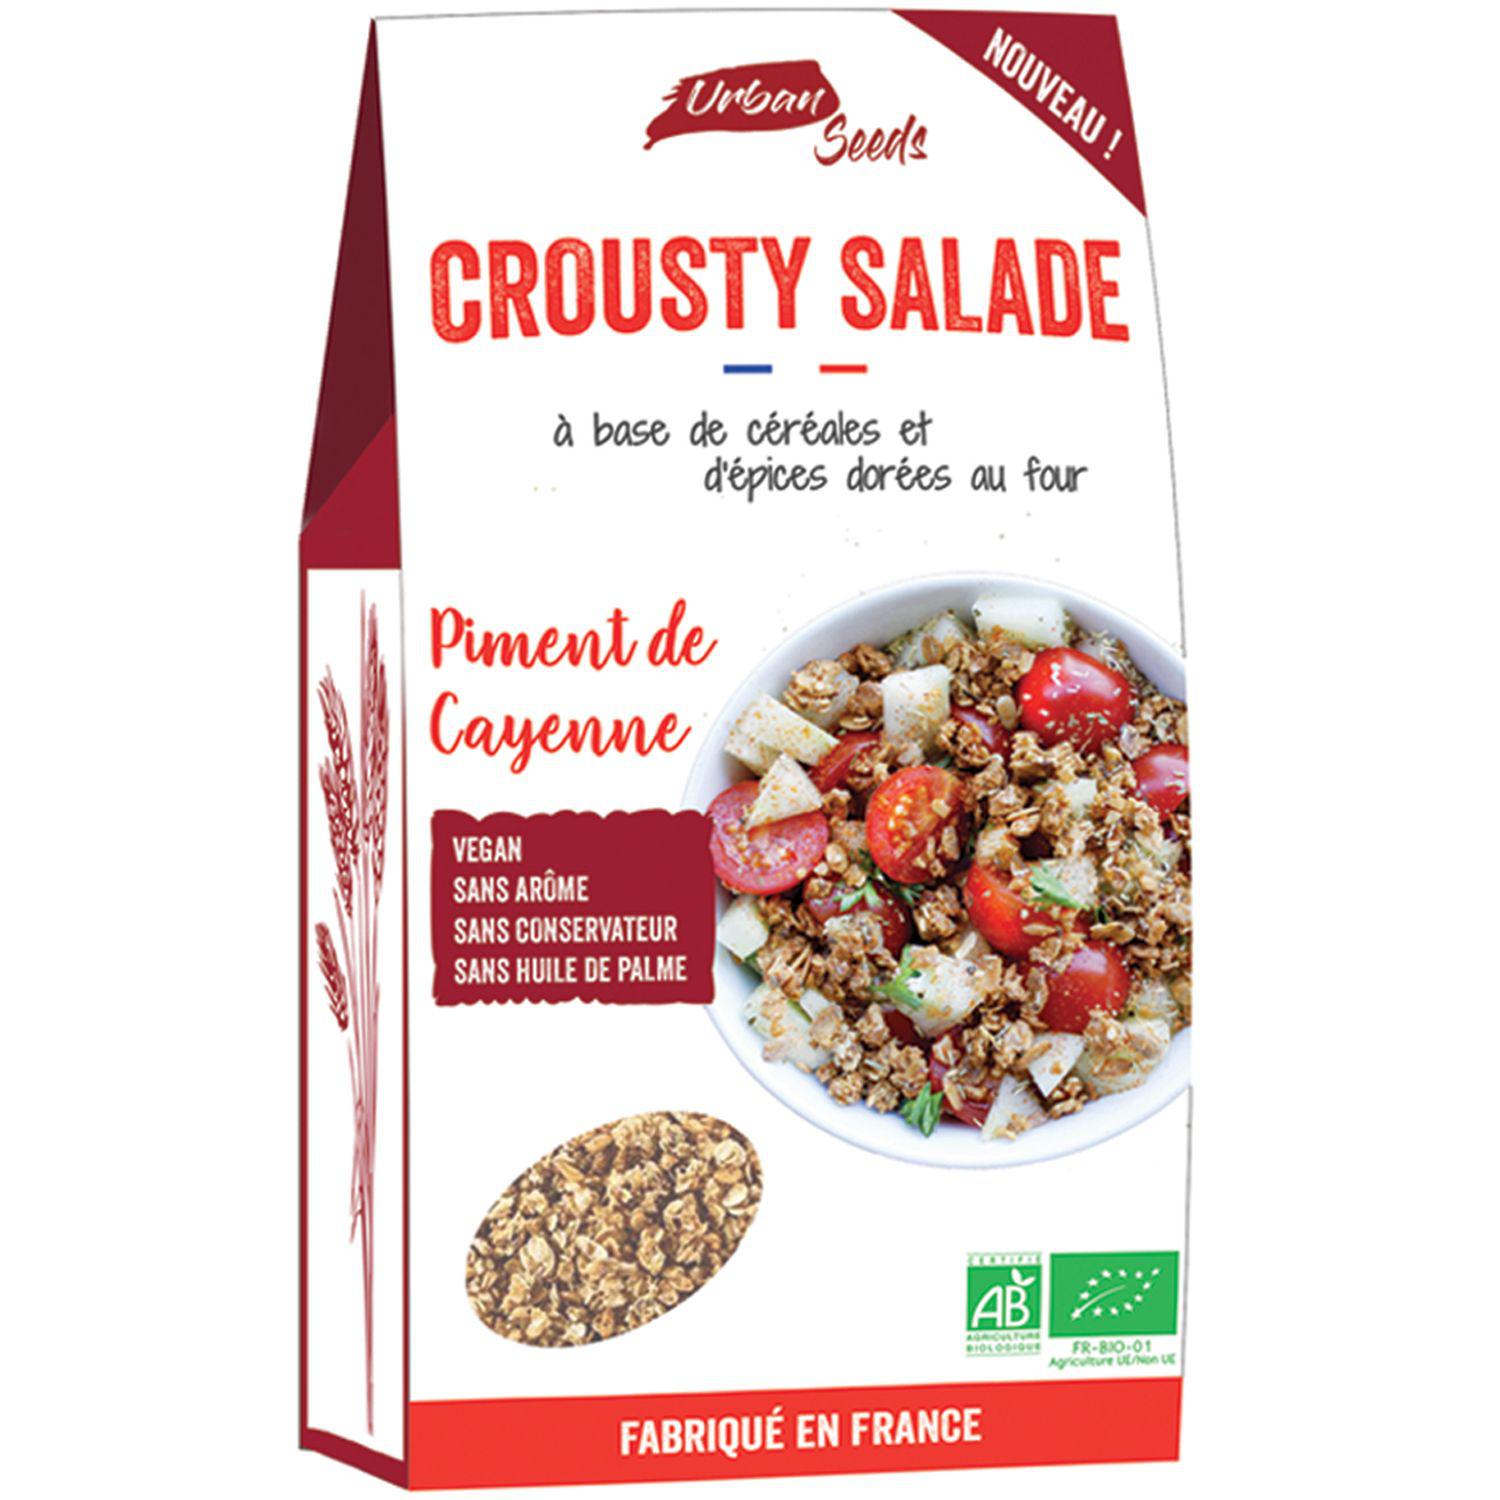 Urban
Seeds
NOUVEAU !
CROUSTY SALADE
à base de céréales et
d'épices dorées au four
Piment de
Cayenne
VEGAN
SANS ARÔME
SANS CONSERVATEUR
SANS HUILE DE PALME
CERTIFIÉ
AB
AGRICULTURE
BIOLOGIQUE
FR-BIO-01
Agriculture UE/Non UE
FABRIQUÉ EN FRANCE